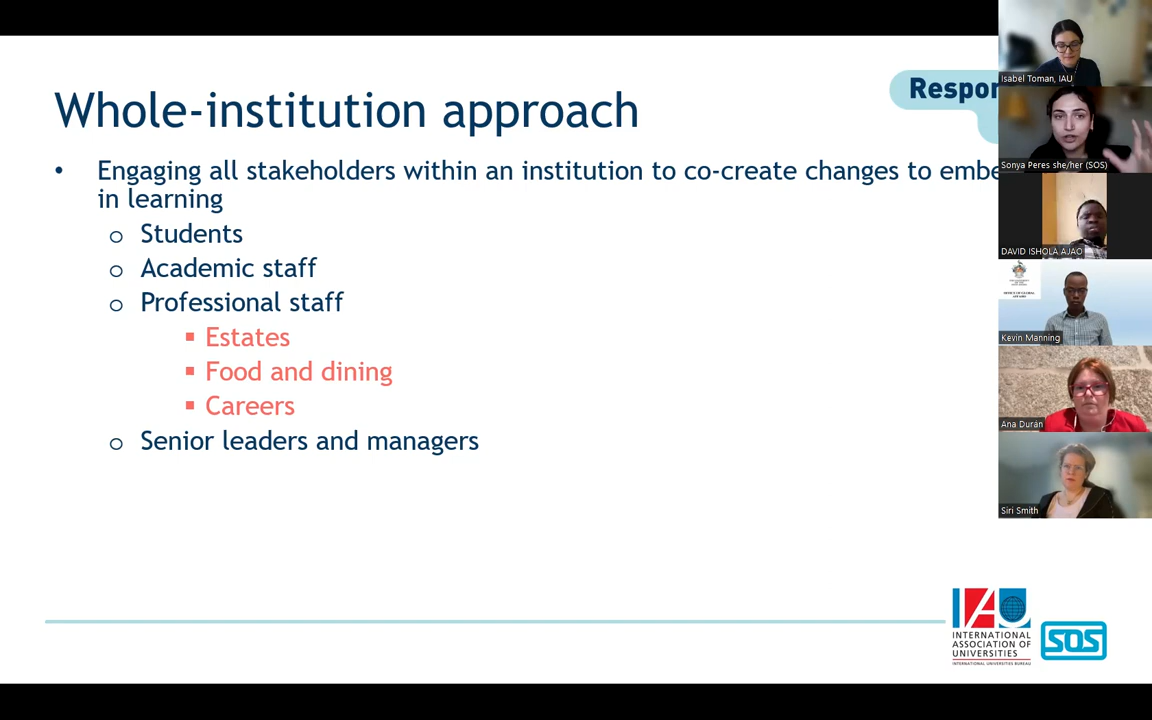 Whole-institution approach
Respon
• Engaging all stakeholders within an institution to co-create changes to embe
in learning
o Students
o Academic staff
o Professional staff
▪ Estates
▪ Food and dining
▪ Careers
o Senior leaders and managers
Isabel Toman, IAU
Sonya Peres she/her (SOS)
DAVID ISHOLA AJAO
Kevin Manning
Ana Durán
Siri Smith
IAU
INTERNATIONAL
ASSOCIATION OF
UNIVERSITIES
INTERNATIONAL UNIVERSITIES BUREAU
SOS